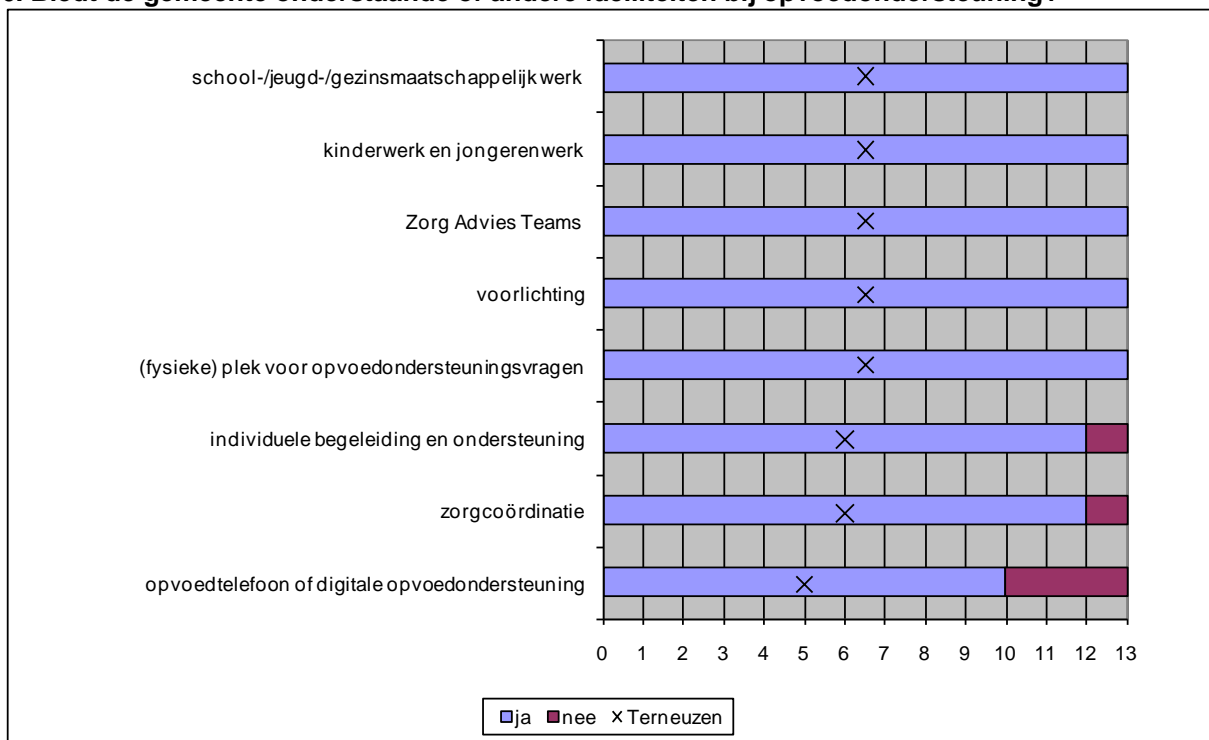 school-/jeugd-/gezinsmaatschappelijk werk
kinderwerk en jongerenwerk
Zorg Advies Teams
voorlichting
(fysieke) plek voor opvoedondersteuningsvragen
individuele begeleiding en ondersteuning
zorgcoördinatie
opvoedtelefoon of digitale opvoedondersteuning
0 1 2 3 4 5 6 7 8 9 10 11 12 13
ja nee Terneuzen